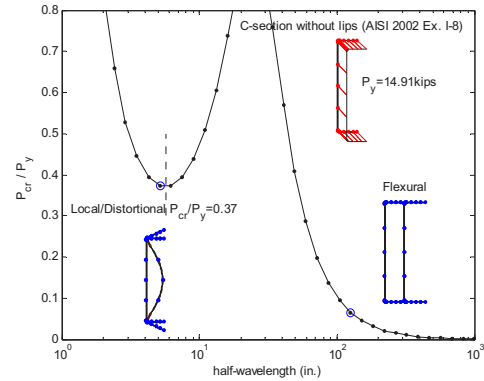 C-section without lips (AISI 2002 Ex. I-8)
P_y=14.91kips
Local/Distortional P_cr/P_y=0.37
Flexural
P_cr / P_y
0.8
0.7
0.6
0.5
0.4
0.3
0.2
0.1
0
10^0
10^1
10^2
10^3
half-wavelength (in.)